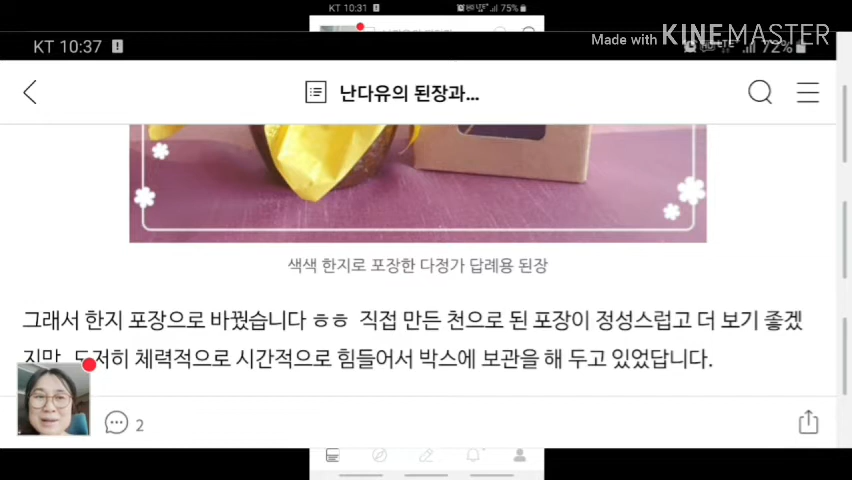 KT 10:31 75%
Made with KINEMASTER
KT 10:37 LTE 72%
난다유의 된장과...
색색 한지로 포장한 다정가 답례용 된장
그래서 한지 포장으로 바꿨습니다 ㅎㅎ 직접 만든 천으로 된 포장이 정성스럽고 더 보기 좋겠
지만 도저히 체력적으로 시간적으로 힘들어서 박스에 보관을 해 두고 있었답니다.
2